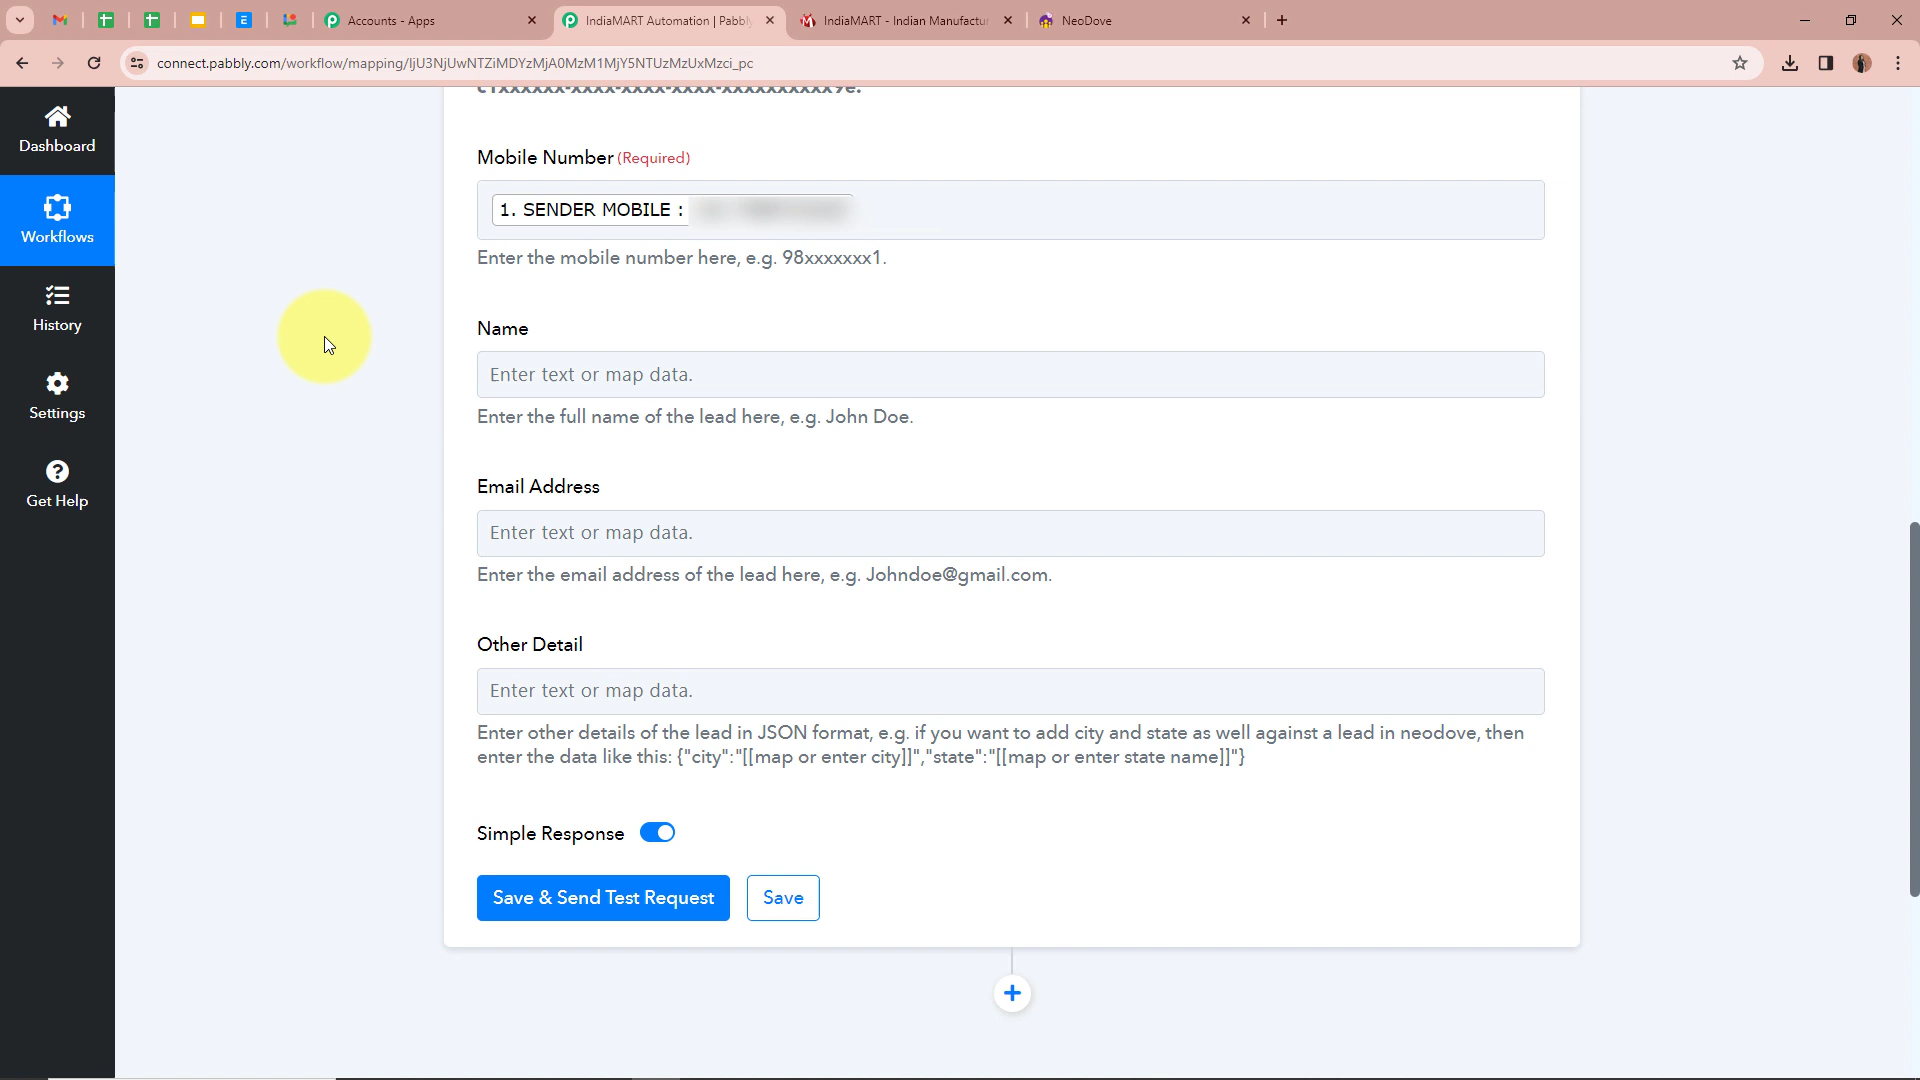 Accounts - Apps
IndiaMART Automation | Pabbly
IndiaMART - Indian Manufactur
NeoDove
connect.pabbly.com/workflow/mapping/IjU3NjUwNTZiMDYzMjA0MzM1MjY5NTUzMzUxMzci_pc
Dashboard
Workflows
History
Settings
Get Help
c1xxxxxx-xxxx-xxxx-xxxx-xxxxxxxxxx9e.
Mobile Number (Required)
1. SENDER MOBILE :
Enter the mobile number here, e.g. 98xxxxxxx1.
Name
Enter text or map data.
Enter the full name of the lead here, e.g. John Doe.
Email Address
Enter text or map data.
Enter the email address of the lead here, e.g. Johndoe@gmail.com.
Other Detail
Enter text or map data.
Enter other details of the lead in JSON format, e.g. if you want to add city and state as well against a lead in neodove, then
enter the data like this: {"city":"[[map or enter city]]","state":"[[map or enter state name]]"}
Simple Response
Save & Send Test Request
Save